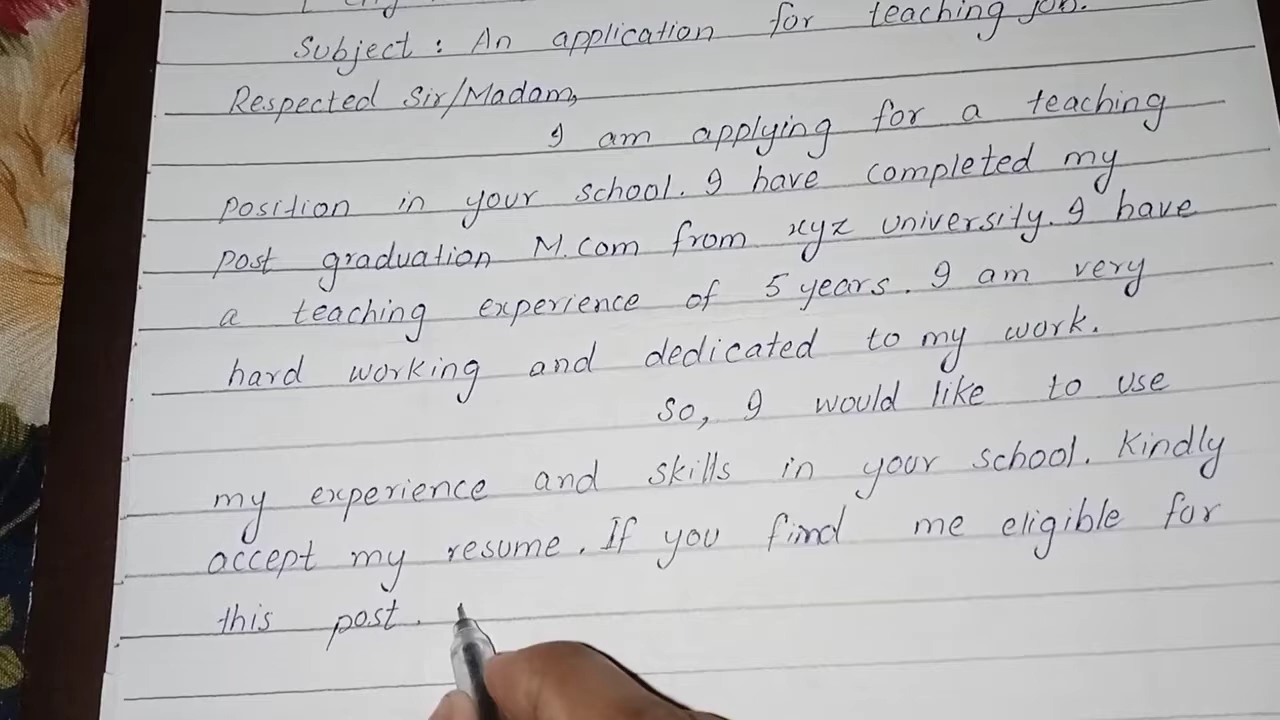 Subject : An application for teaching job.
Respected Sir/Madam,
I am applying for a teaching
position in your school. I have completed my
post graduation M.Com from xyz university. I have
a teaching experience of 5 years. I am very
hard working and dedicated to my work.
So, I would like to use
my experience and skills in your school. Kindly
accept my resume. If you find me eligible for
this post.